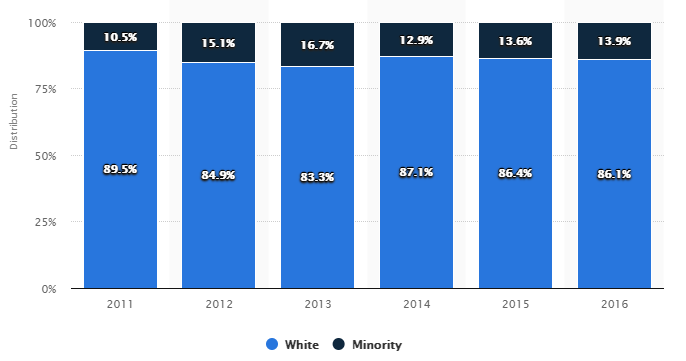 100%
10.5% 15.1% 16.7% 12.9% 13.6% 13.9%
75%
Distribution
50%
89.5% 84.9% 83.3% 87.1% 86.4% 86.1%
25%
0%
2011 2012 2013 2014 2015 2016
White Minority